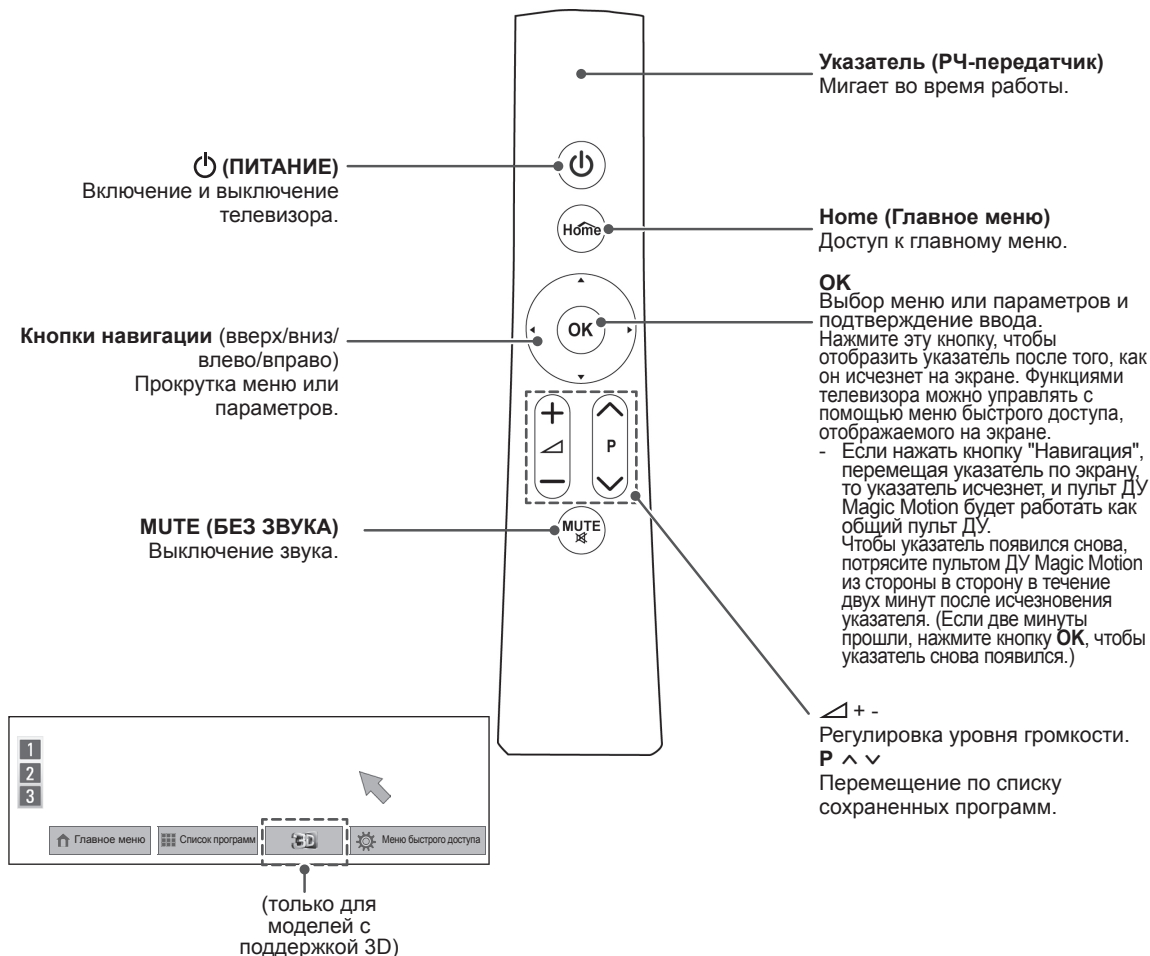 Указатель (РЧ-передатчик)
Мигает во время работы.
(ПИТАНИЕ)
Включение и выключение
телевизора.
Home
Home (Главное меню)
Доступ к главному меню.
OK
Выбор меню или параметров и
подтверждение ввода.
Нажмите эту кнопку, чтобы
отобразить указатель после того, как
он исчезнет на экране. Функциями
телевизора можно управлять с
помощью меню быстрого доступа,
отображаемого на экране.
- Если нажать кнопку "Навигация",
перемещая указатель по экрану,
то указатель исчезнет, и пульт ДУ
Magic Motion будет работать как
общий пульт ДУ.
Чтобы указатель появился снова,
потрясите пультом ДУ Magic Motion
из стороны в сторону в течение
двух минут после исчезновения
указателя. (Если две минуты
прошли, нажмите кнопку OK, чтобы
указатель снова появился.)
Кнопки навигации (вверх/вниз/
влево/вправо)
Прокрутка меню или
параметров.
OK
P
MUTE (БЕЗ ЗВУКА)
Выключение звука.
MUTE
+ -
Регулировка уровня громкости.
P
Перемещение по списку
сохраненных программ.
1
2
3
Главное меню
Список программ
3D
Меню быстрого доступа
(только для
моделей с
поддержкой 3D)